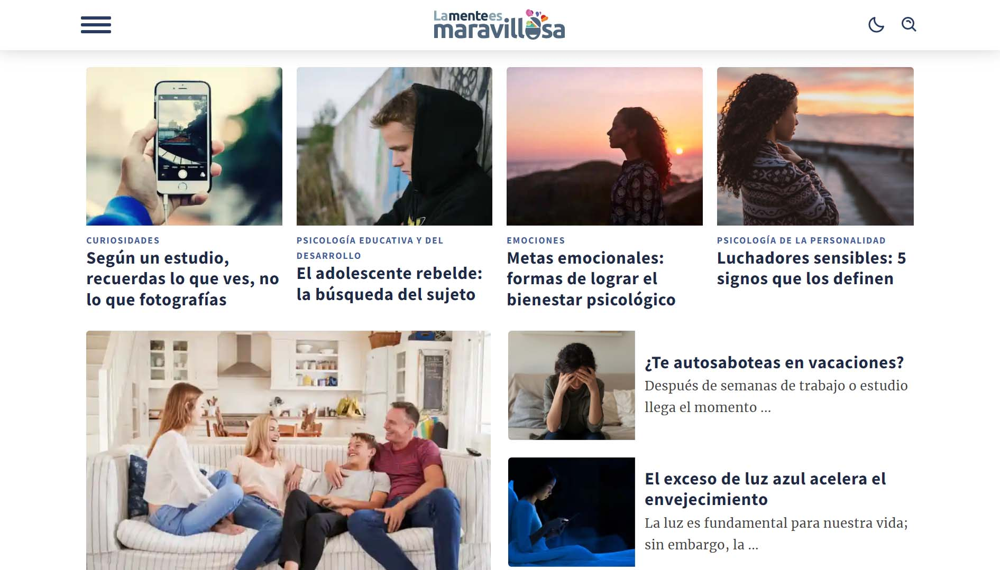 Lamentees
maravillosa
CURIOSIDADES
Según un estudio,
recuerdas lo que ves, no
lo que fotografías
PSICOLOGÍA EDUCATIVA Y DEL
DESARROLLO
El adolescente rebelde:
la búsqueda del sujeto
EMOCIONES
Metas emocionales:
formas de lograr el
bienestar psicológico
PSICOLOGÍA DE LA PERSONALIDAD
Luchadores sensibles: 5
signos que los definen
¿Te autosaboteas en vacaciones?
Después de semanas de trabajo o estudio
llega el momento ...
El exceso de luz azul acelera el
envejecimiento
La luz es fundamental para nuestra vida;
sin embargo, la ...